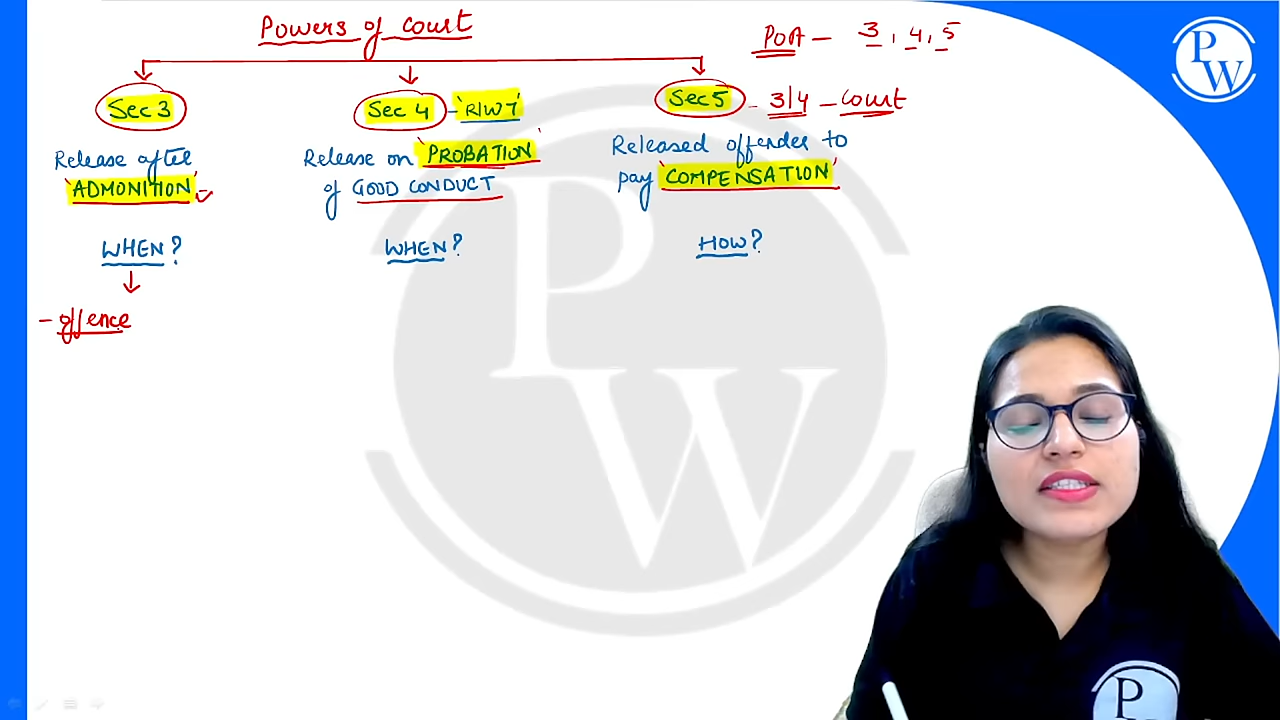 Powers of Court
POA - 3, 4, 5
Sec 3
Sec 4 - 'RIW7'
Sec 5 - 3/4 - Court
Release after
'ADMONITION'
Release on 'PROBATION'
of GOOD CONDUCT
Released offender to
pay 'COMPENSATION'
WHEN?
WHEN?
HOW?
- offence
P
W
P
W
P
W